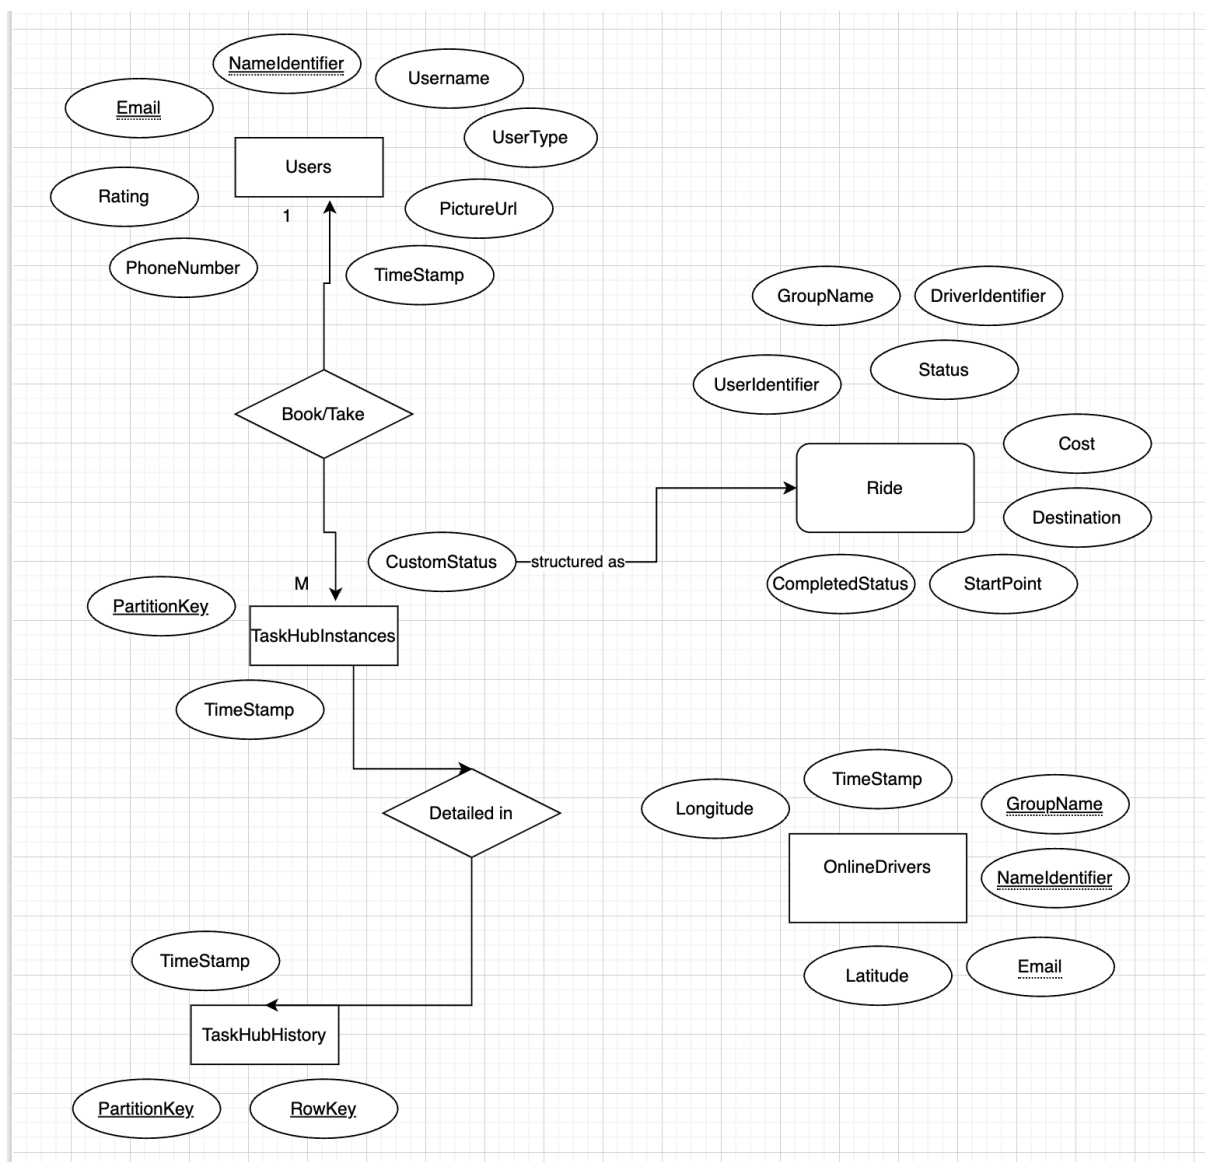 NameIdentifier
Username
Email
UserType
Users
Rating
PictureUrl
1
PhoneNumber
TimeStamp
GroupName
DriverIdentifier
Status
UserIdentifier
Book/Take
Cost
Ride
Destination
CustomStatus
structured as
M
CompletedStatus
StartPoint
PartitionKey
TaskHubInstances
TimeStamp
TimeStamp
Longitude
GroupName
Detailed in
OnlineDrivers
NameIdentifier
TimeStamp
Latitude
Email
TaskHubHistory
PartitionKey
RowKey